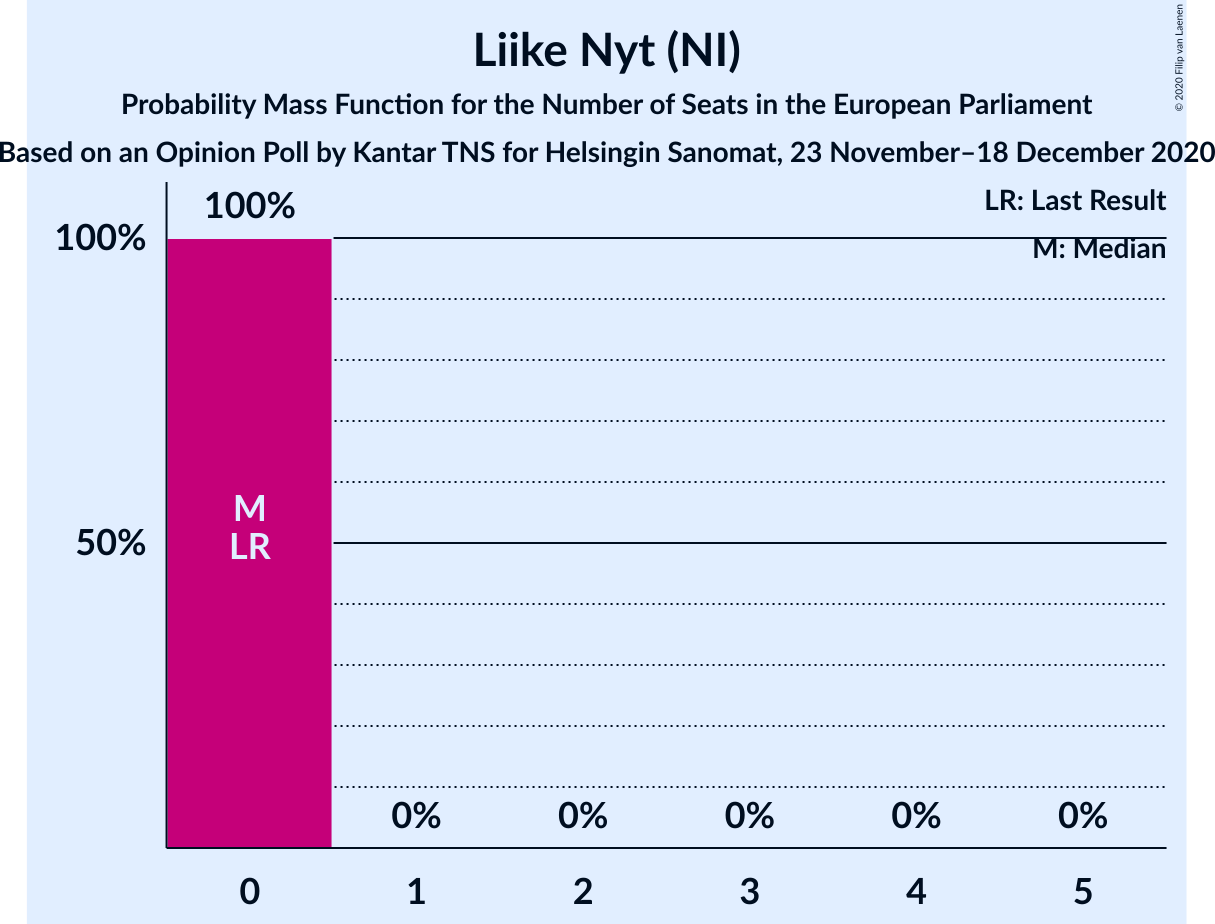 Liike Nyt (NI)
Probability Mass Function for the Number of Seats in the European Parliament
Based on an Opinion Poll by Kantar TNS for Helsingin Sanomat, 23 November–18 December 2020
© 2020 Filip van Laenen
LR: Last Result
M: Median
100%
100%
50%
M
LR
0% 0% 0% 0% 0%
0 1 2 3 4 5